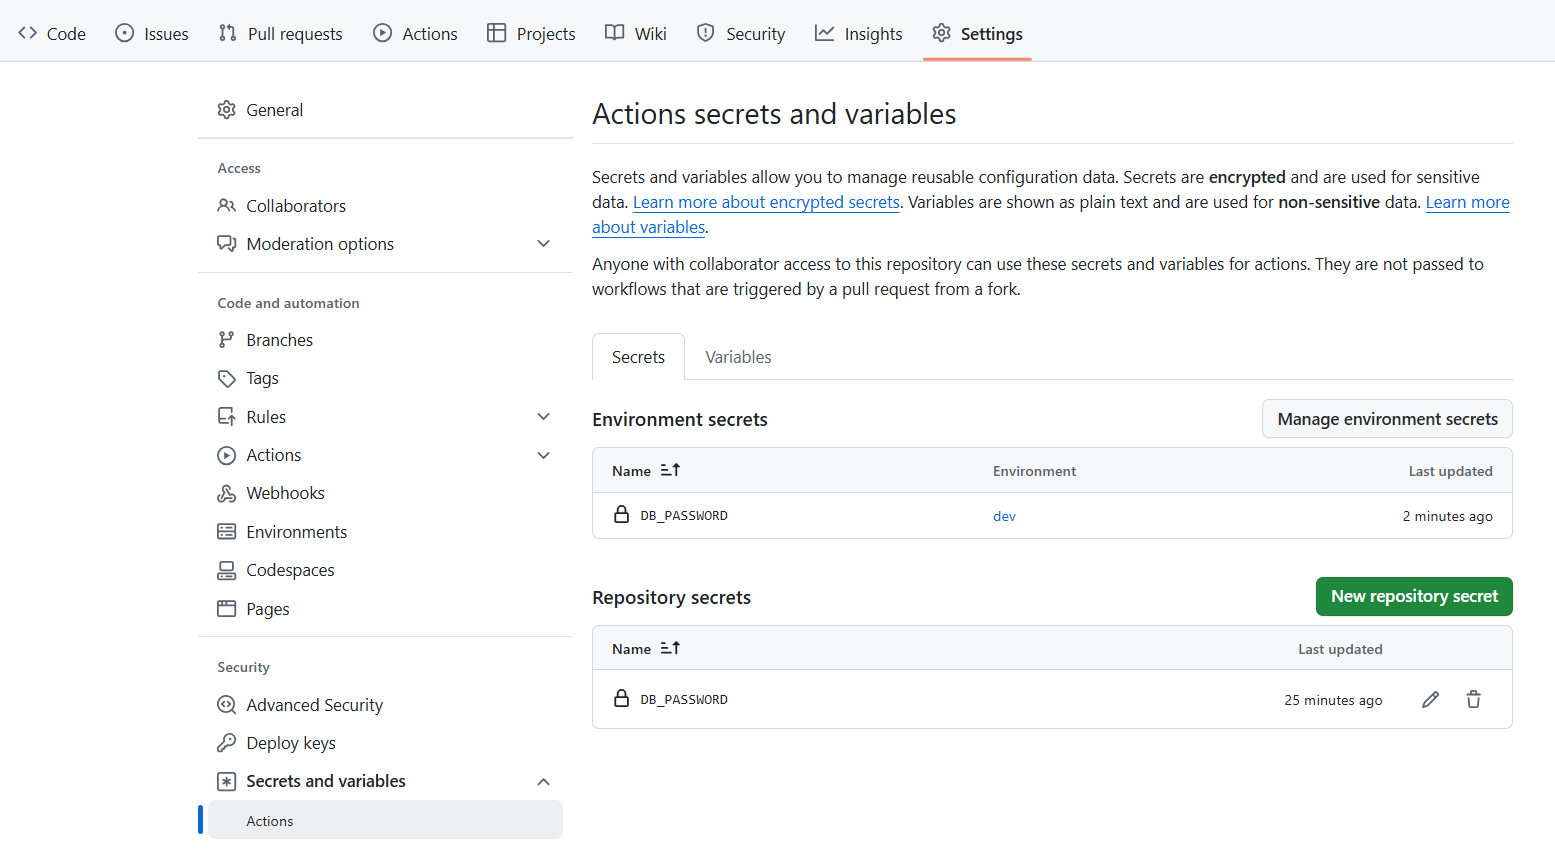 Code Issues Pull requests Actions Projects Wiki Security Insights Settings
General
Access
Collaborators
Moderation options
Code and automation
Branches
Tags
Rules
Actions
Webhooks
Environments
Codespaces
Pages
Security
Advanced Security
Deploy keys
Secrets and variables
Actions
Actions secrets and variables
Secrets and variables allow you to manage reusable configuration data. Secrets are encrypted and are used for sensitive
data. Learn more about encrypted secrets. Variables are shown as plain text and are used for non-sensitive data. Learn more
about variables.
Anyone with collaborator access to this repository can use these secrets and variables for actions. They are not passed to
workflows that are triggered by a pull request from a fork.
Secrets Variables
Environment secrets Manage environment secrets
Name Environment Last updated
DB_PASSWORD dev 2 minutes ago
Repository secrets New repository secret
Name Last updated
DB_PASSWORD 25 minutes ago